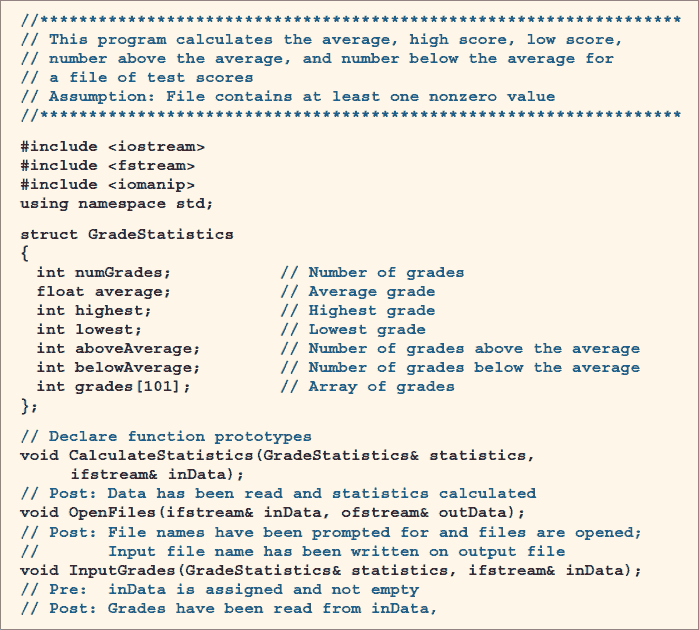 //******************************************************************
// This program calculates the average, high score, low score,
// number above the average, and number below the average for
// a file of test scores
// Assumption: File contains at least one nonzero value
//******************************************************************
#include <iostream>
#include <fstream>
#include <iomanip>
using namespace std;
struct GradeStatistics
{
  int numGrades;            // Number of grades
  float average;            // Average grade
  int highest;              // Highest grade
  int lowest;               // Lowest grade
  int aboveAverage;         // Number of grades above the average
  int belowAverage;         // Number of grades below the average
  int grades[101];          // Array of grades
};
// Declare function prototypes
void CalculateStatistics(GradeStatistics& statistics,
      ifstream& inData);
// Post: Data has been read and statistics calculated
void OpenFiles(ifstream& inData, ofstream& outData);
// Post: File names have been prompted for and files are opened;
//       Input file name has been written on output file
void InputGrades(GradeStatistics& statistics, ifstream& inData);
// Pre:  inData is assigned and not empty
// Post: Grades have been read from inData,